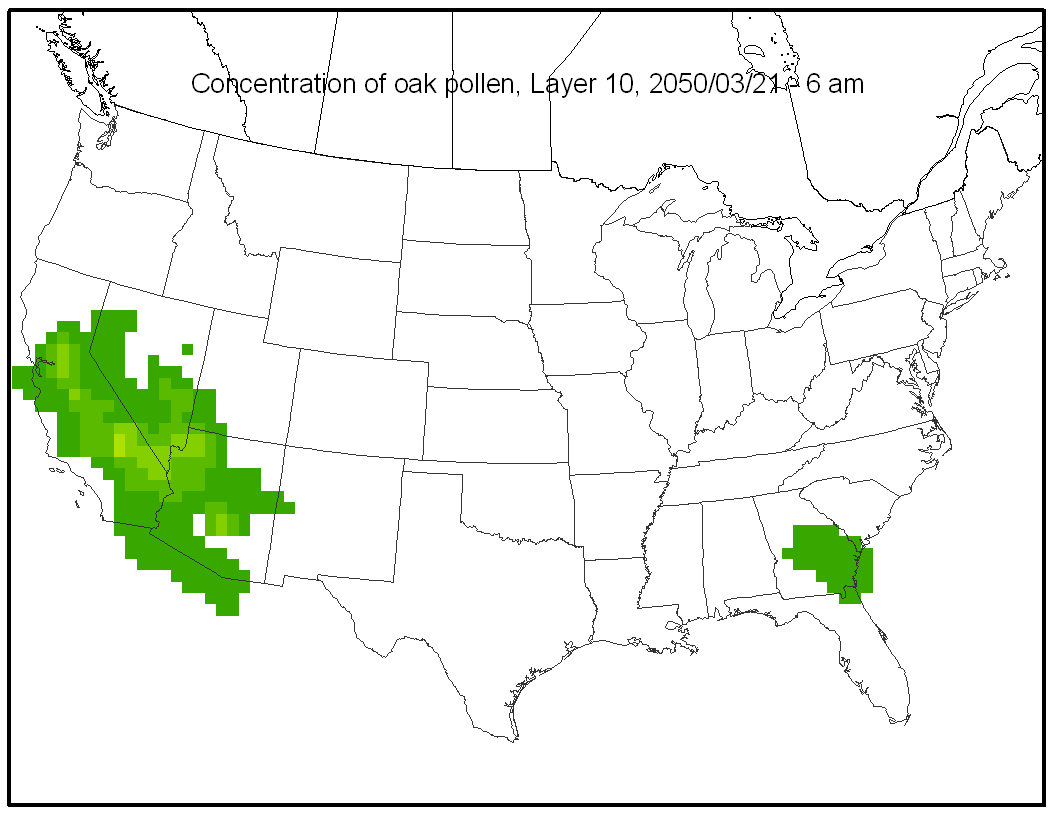 Concentration of oak pollen, Layer 10, 2050/03/21 - 6 am